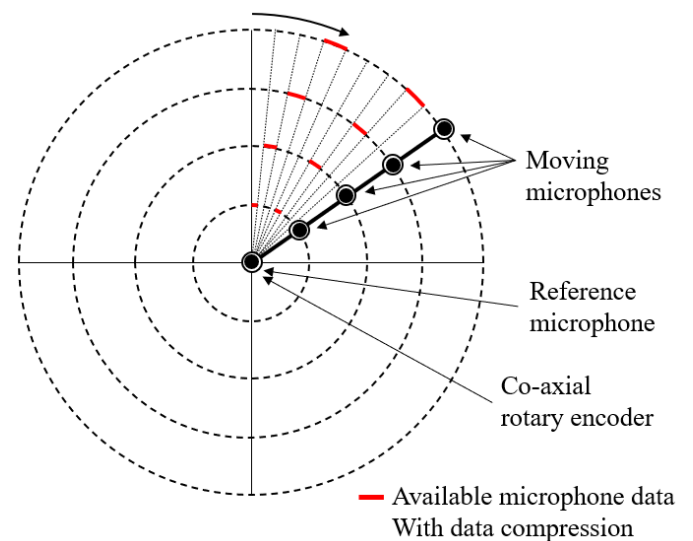 Moving
microphones
Reference
microphone
Co-axial
rotary encoder
Available microphone data
With data compression